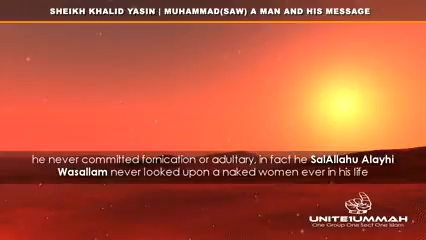 SHEIKH KHALID YASIN | MUHAMMAD(SAW) A MAN AND HIS MESSAGE
he never committed fornication or adultary, in fact he SalAllahu Alayhi
Wasallam never looked upon a naked women ever in his life
UNITE1UMMAH
One Group One Sect One Islam